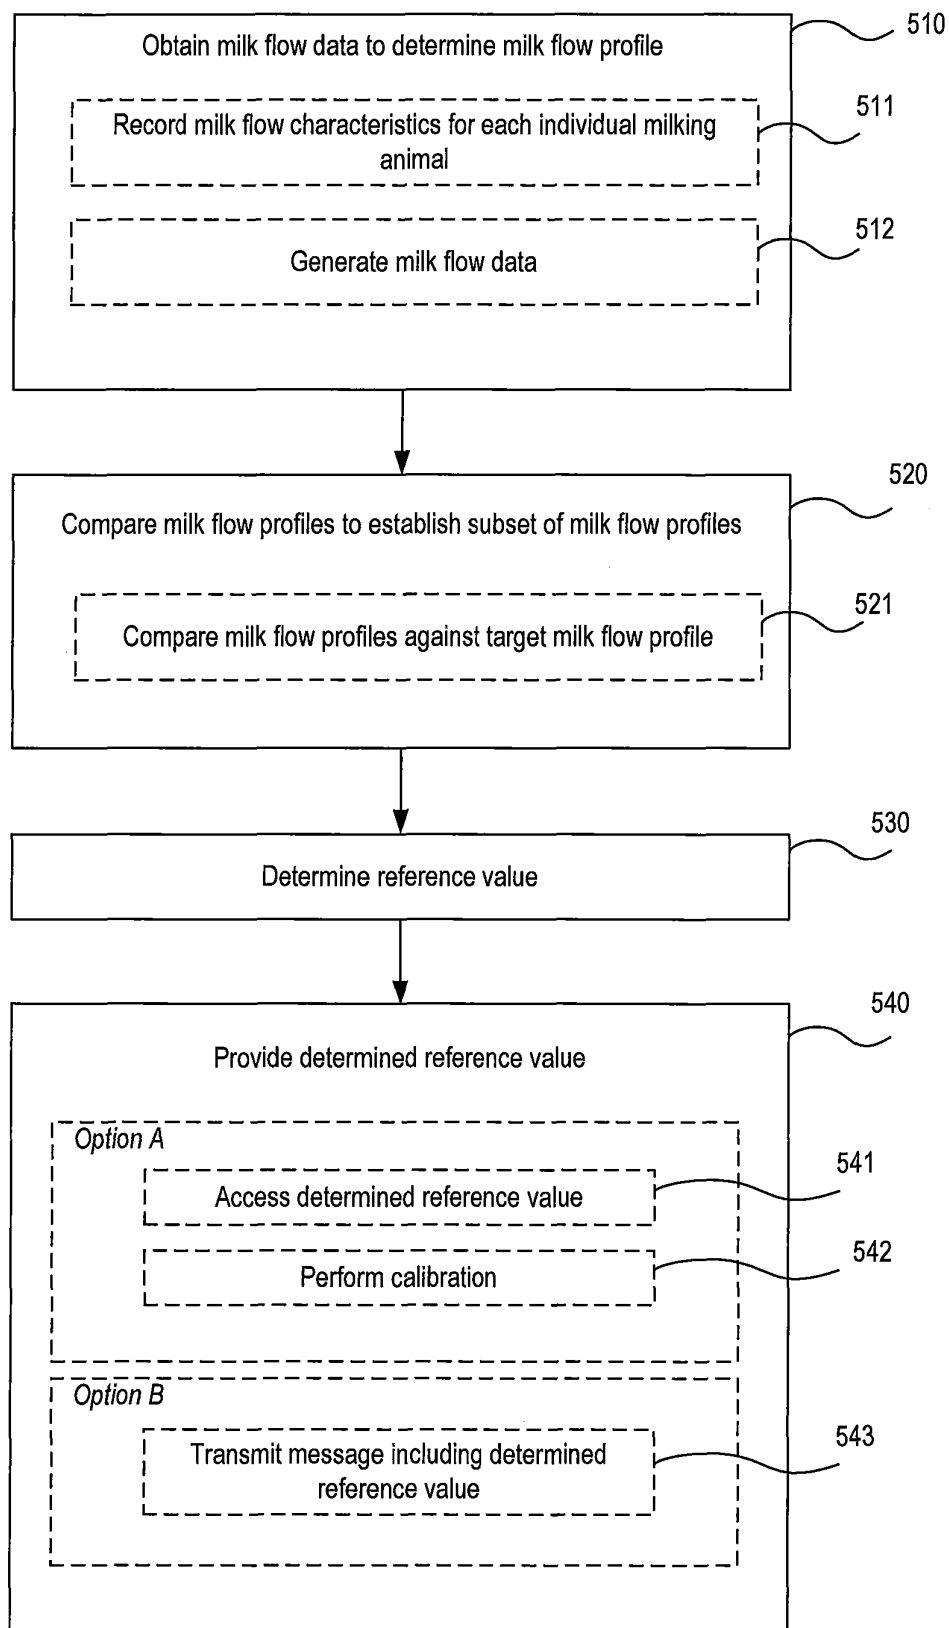 Obtain milk flow data to determine milk flow profile
510
Record milk flow characteristics for each individual milking
animal
511
Generate milk flow data
512
Compare milk flow profiles to establish subset of milk flow profiles
520
Compare milk flow profiles against target milk flow profile
521
Determine reference value
530
Provide determined reference value
540
Option A
Access determined reference value
541
Perform calibration
542
Option B
Transmit message including determined
reference value
543